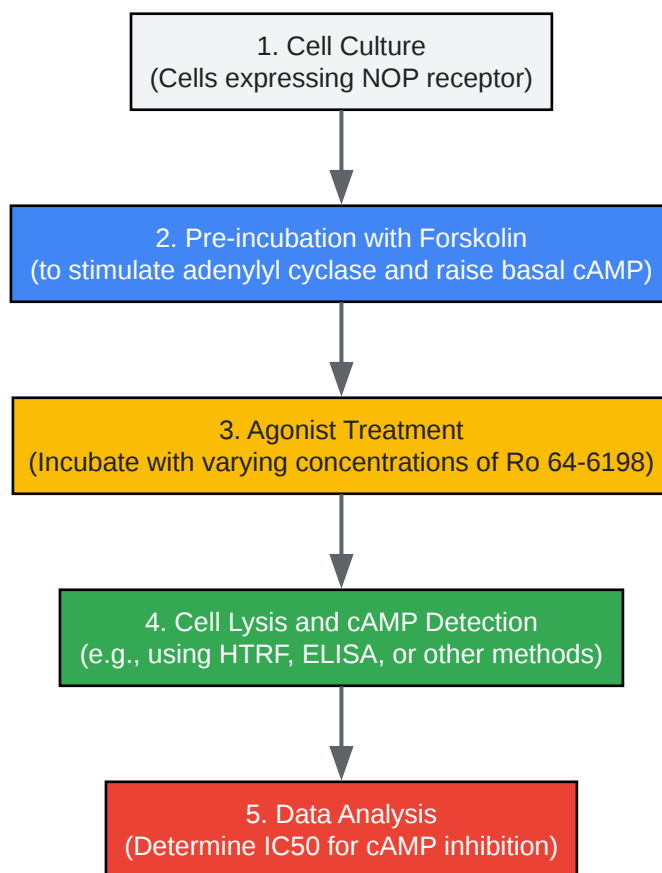 1. Cell Culture
(Cells expressing NOP receptor)
2. Pre-incubation with Forskolin
(to stimulate adenylyl cyclase and raise basal cAMP)
3. Agonist Treatment
(Incubate with varying concentrations of Ro 64-6198)
4. Cell Lysis and cAMP Detection
(e.g., using HTRF, ELISA, or other methods)
5. Data Analysis
(Determine IC50 for cAMP inhibition)